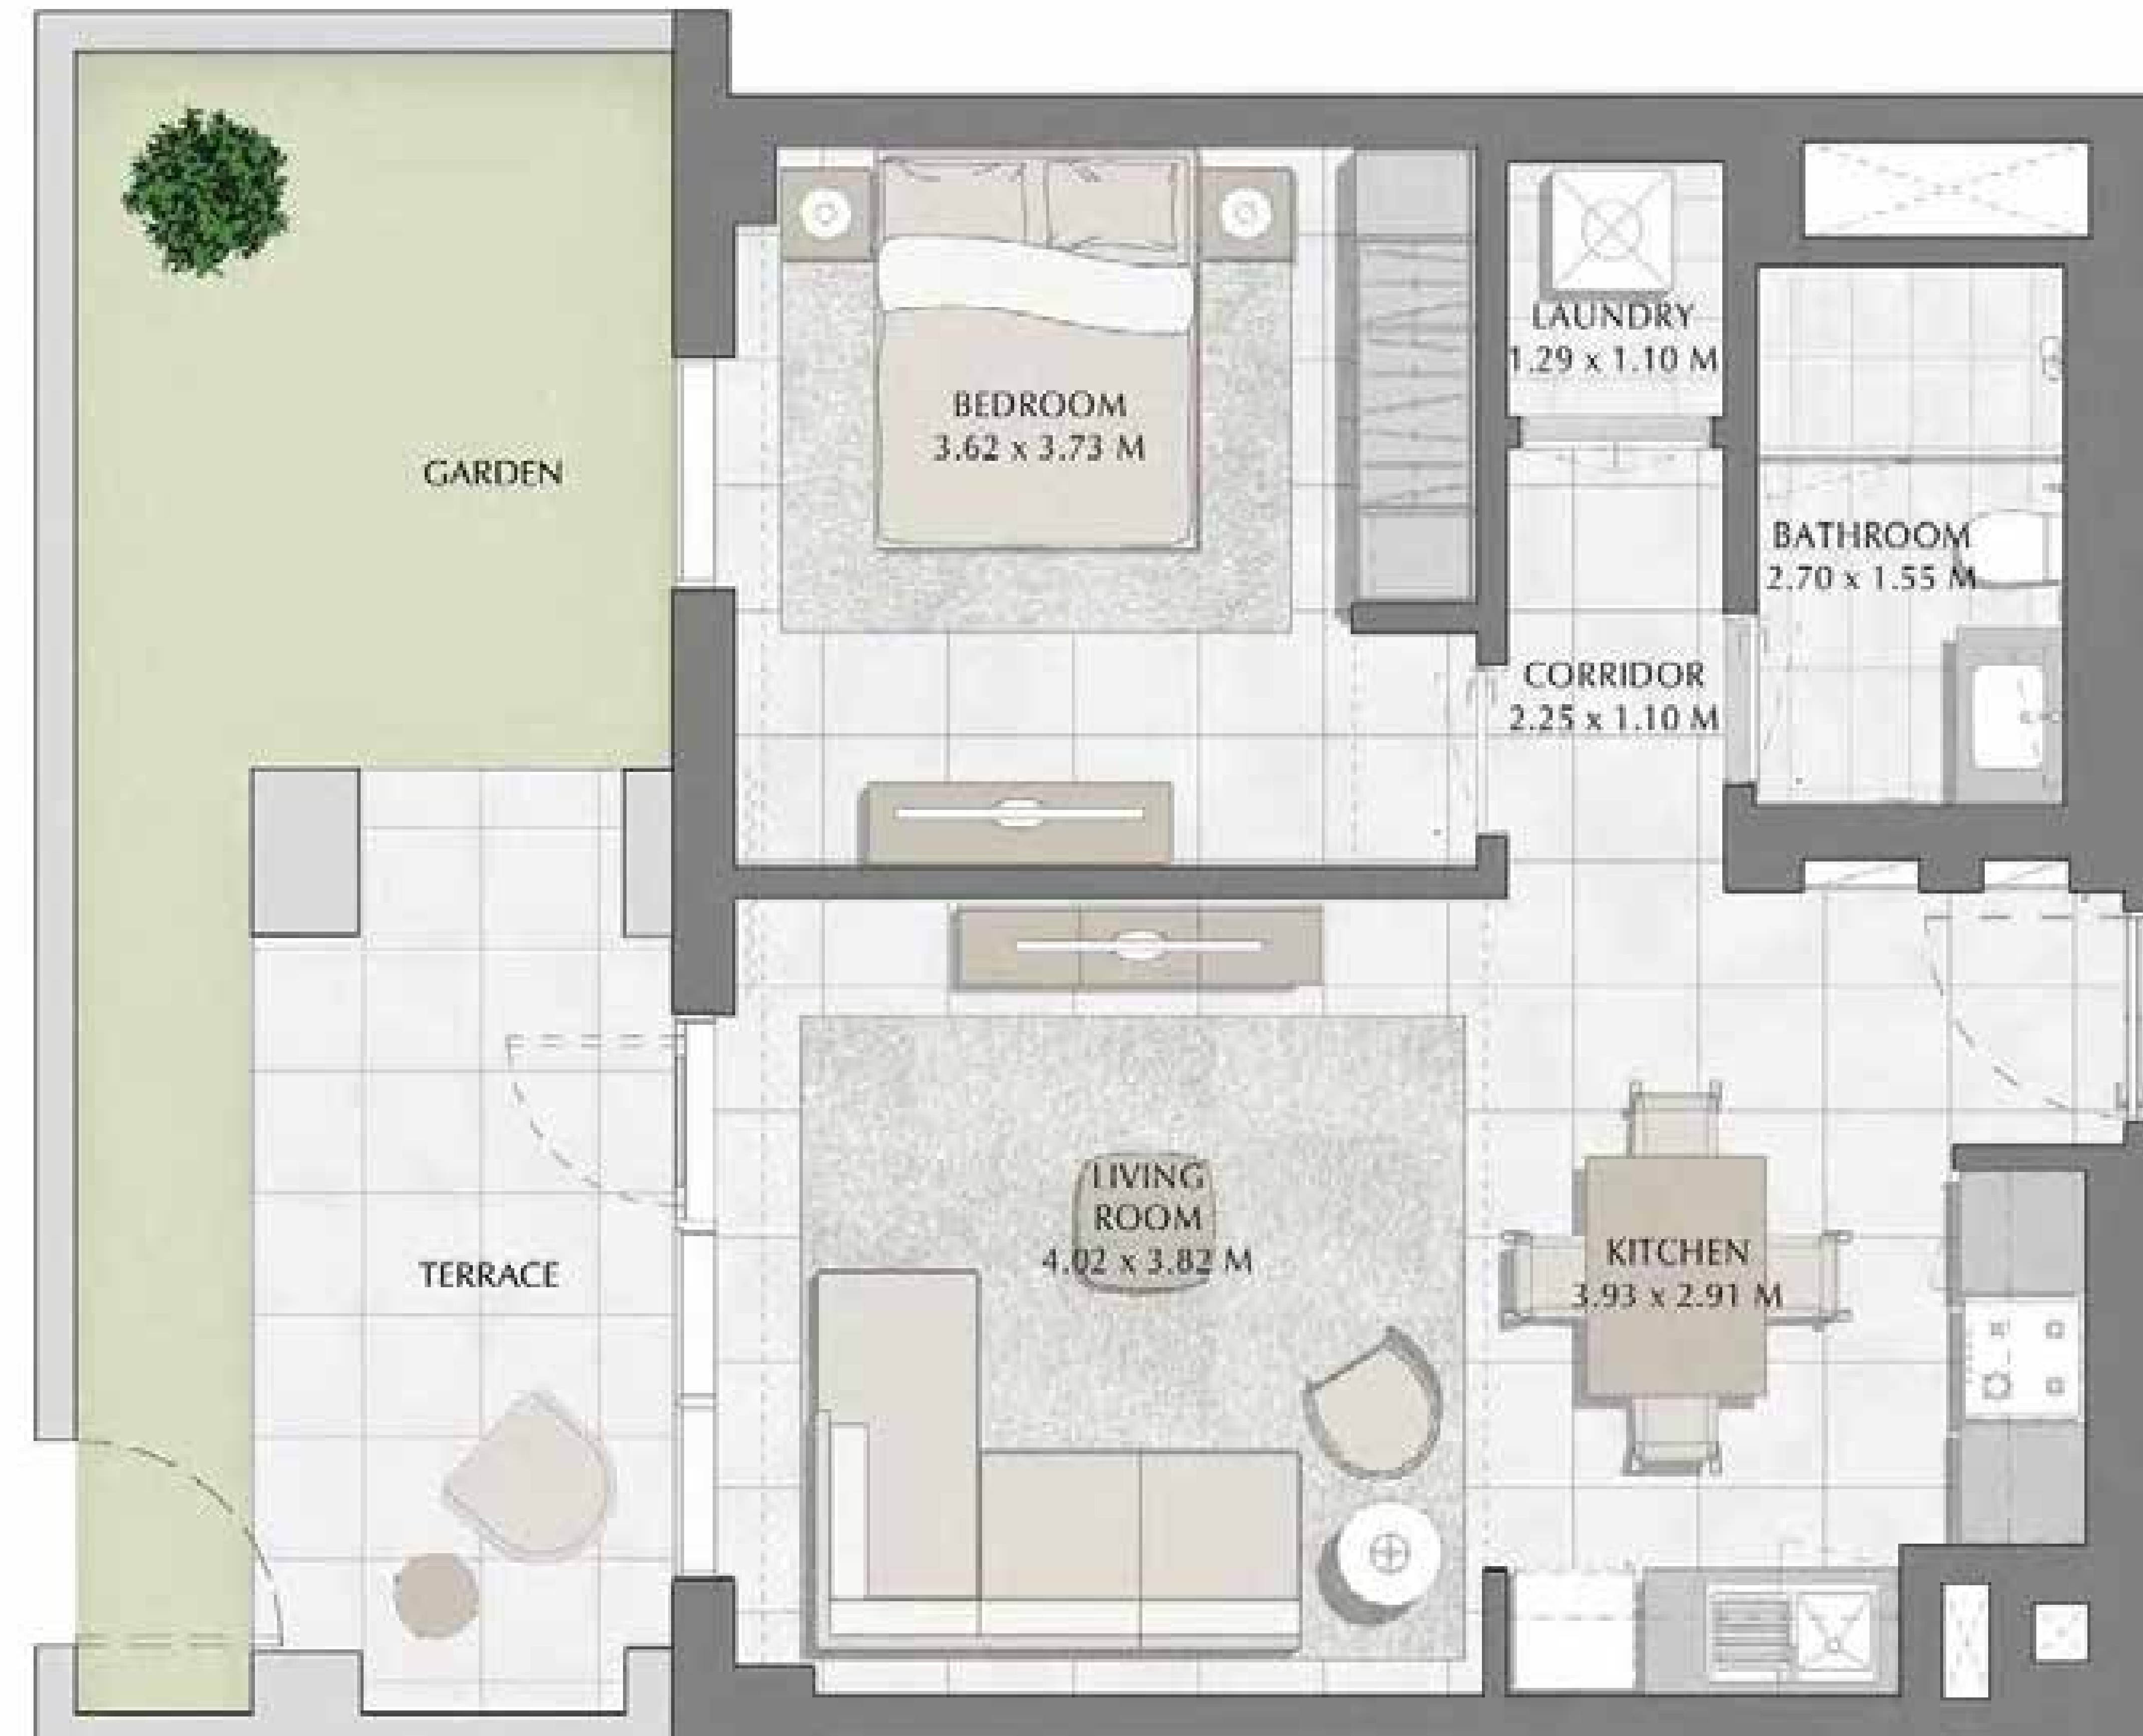 GARDEN
BEDROOM
3.62 x 3.73 M
LAUNDRY
1.29 x 1.10 M
BATHROOM
2.70 x 1.55 M
CORRIDOR
2.25 x 1.10 M
TERRACE
LIVING
ROOM
4.02 x 3.82 M
KITCHEN
3.93 x 2.91 M